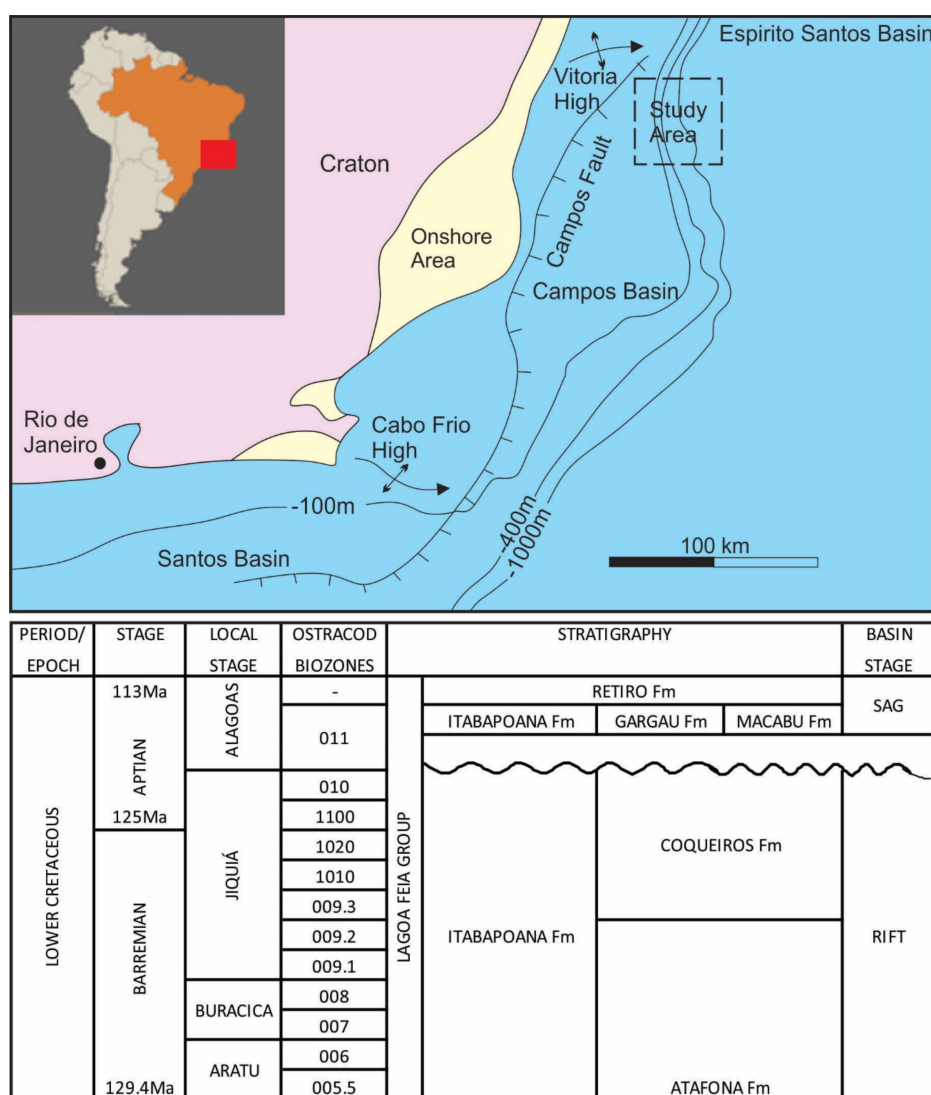 Espirito Santos Basin
Vitoria
High
Study
Area
Craton
Campos Fault
Onshore
Area
Campos Basin
Rio de
Janeiro
Cabo Frio
High
-100m
-400m
-1000m
100 km
Santos Basin
PERIOD/ STAGE LOCAL OSTRACOD STRATIGRAPHY BASIN
EPOCH STAGE BIOZONES STAGE
113Ma - RETIRO Fm
SAG
ITABAPOANA Fm GARGAU Fm MACABU Fm
ALAGOAS
011
APTIAN
010
125Ma 1100
1020 COQUEIROS Fm
LOWER CRETACEOUS JIQUIÁ 1010 LAGOA FEIA GROUP
009.3
BARREMIAN 009.2 ITABAPOANA Fm RIFT
009.1
008
BURACICA
007
006
ARATU
129.4Ma 005.5 ATAFONA Fm